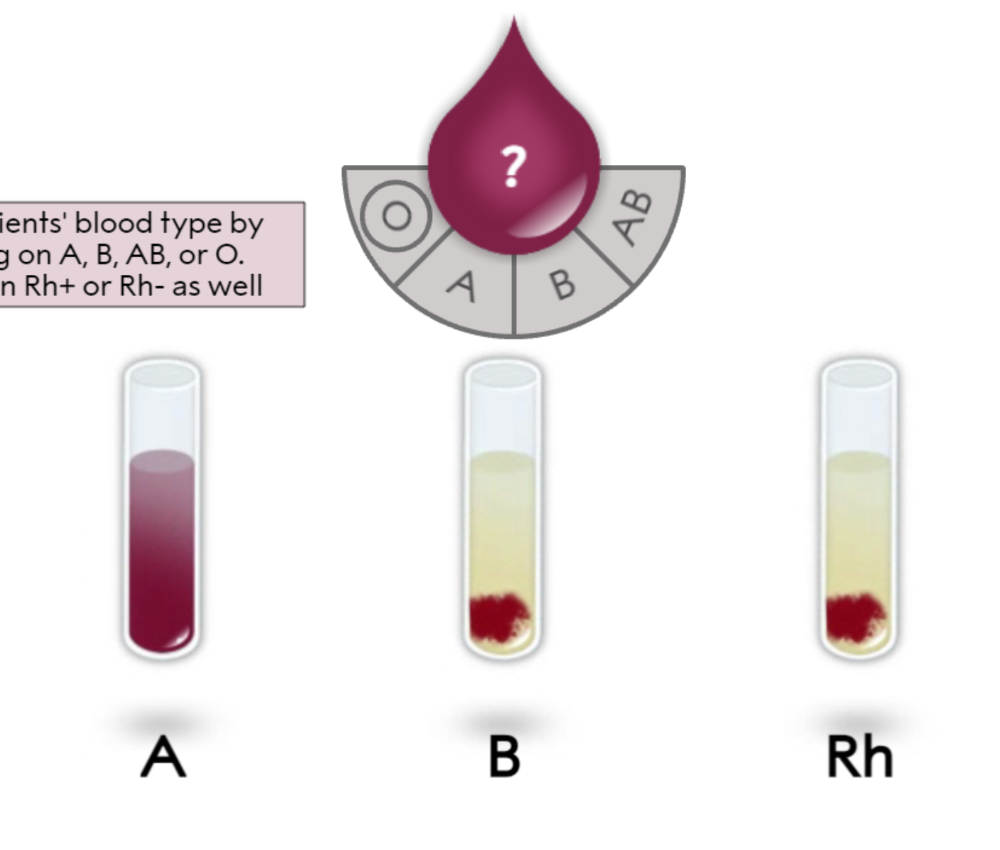 ?
O
A
B
AB
ients' blood type by
g on A, B, AB, or O.
n Rh+ or Rh- as well
A
B
Rh